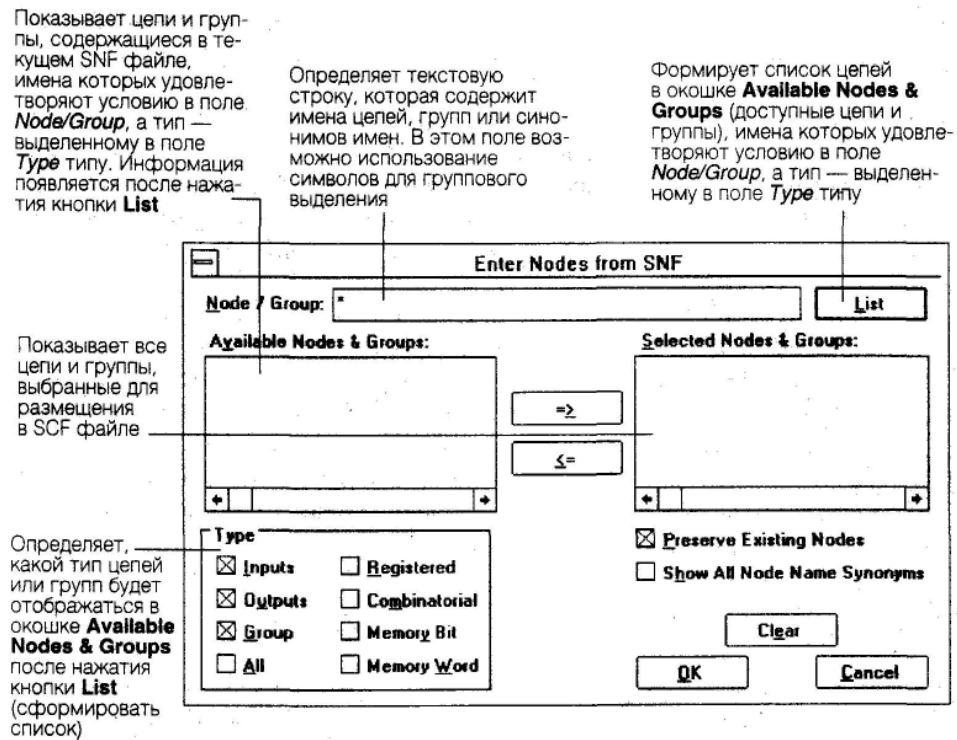 Показывает цепи и груп-
пы, содержащиеся в те-
кущем SNF файле,
имена которых удовле-
творяют условию в поле
Node/Group, а тип —
выделенному в поле
Type типу. Информация
появляется после нажа-
тия кнопки List
Определяет текстовую
строку, которая содержит
имена цепей, групп или сино-
нимов имен. В этом поле воз-
можно использование
символов для группового
выделения
Формирует список цепей
в окошке Available Nodes &
Groups (доступные цепи и
группы), имена которых удовле-
творяют условию в поле
Node/Group, а тип — выделен-
ному в поле Type типу
Enter Nodes from SNF
Node / Group: *
List
Available Nodes & Groups:
Selected Nodes & Groups:
Показывает все
цепи и группы,
выбранные для
размещения
в SCF файле
=>
<=
Определяет,
какой тип цепей
или групп будет
отображаться в
окошке Available
Nodes & Groups
после нажатия
кнопки List
(сформировать
список)
Type
Inputs
Registered
Outputs
Combinatorial
Group
Memory Bit
All
Memory Word
Preserve Existing Nodes
Show All Node Name Synonyms
Clear
OK
Cancel